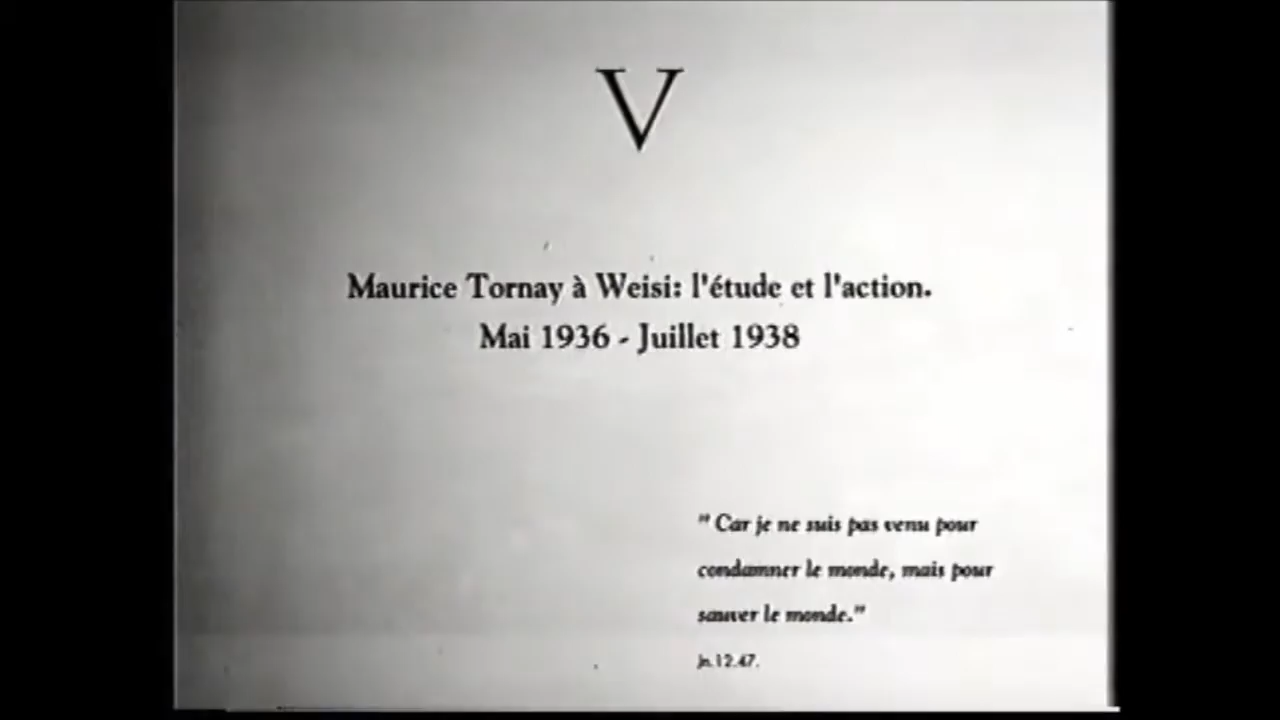 V
Maurice Tornay à Weisi: l'étude et l'action.
Mai 1936 - Juillet 1938
" Car je ne suis pas venu pour
condamner le monde, mais pour
sauver le monde."
Jn.12.47.